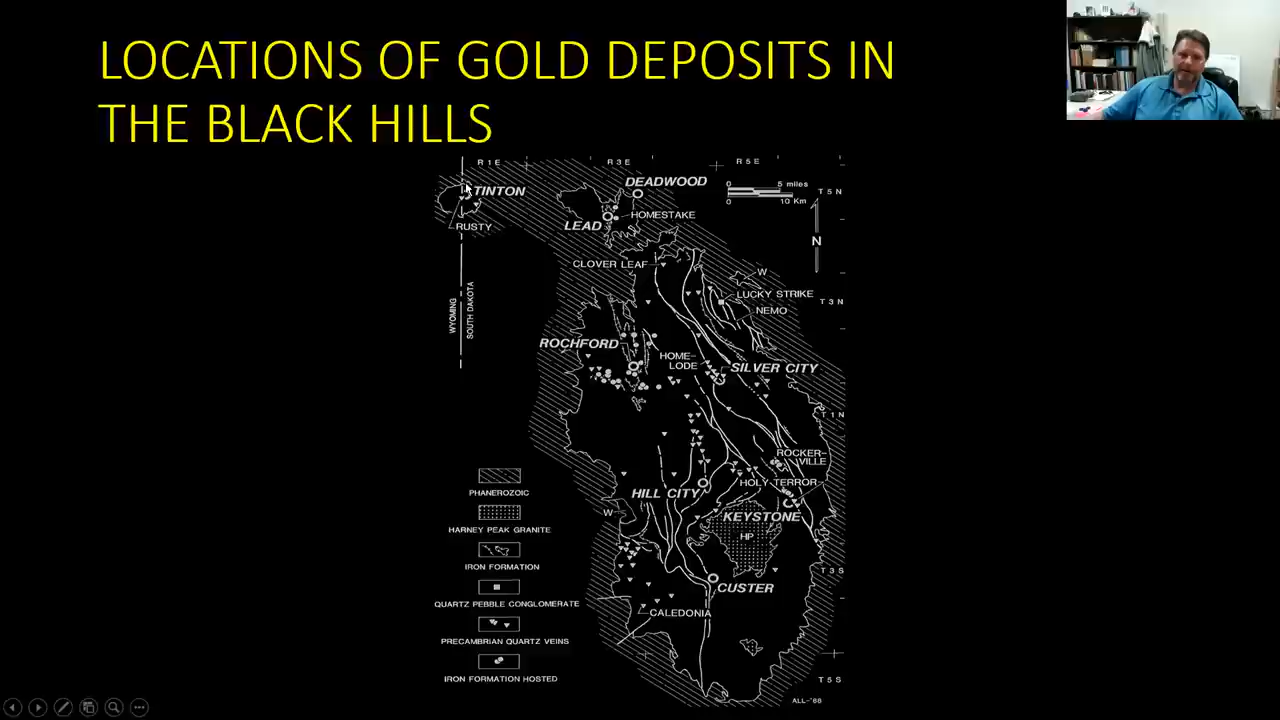 LOCATIONS OF GOLD DEPOSITS IN
THE BLACK HILLS
R1E
R3E
R5E
TINTON
DEADWOOD
0 5 miles
0 10 Km
T5N
RUSTY
LEAD
HOMESTAKE
N
CLOVER LEAF
W
LUCKY STRIKE
T3N
NEMO
WYOMING
SOUTH DAKOTA
ROCHFORD
HOME-
LODE
SILVER CITY
T1N
ROCKER-
VILLE
HOLY TERROR
HILL CITY
PHANEROZOIC
W
KEYSTONE
HARNEY PEAK GRANITE
HP
IRON FORMATION
T3S
CUSTER
QUARTZ PEBBLE CONGLOMERATE
CALEDONIA
PRECAMBRIAN QUARTZ VEINS
IRON FORMATION HOSTED
T5S